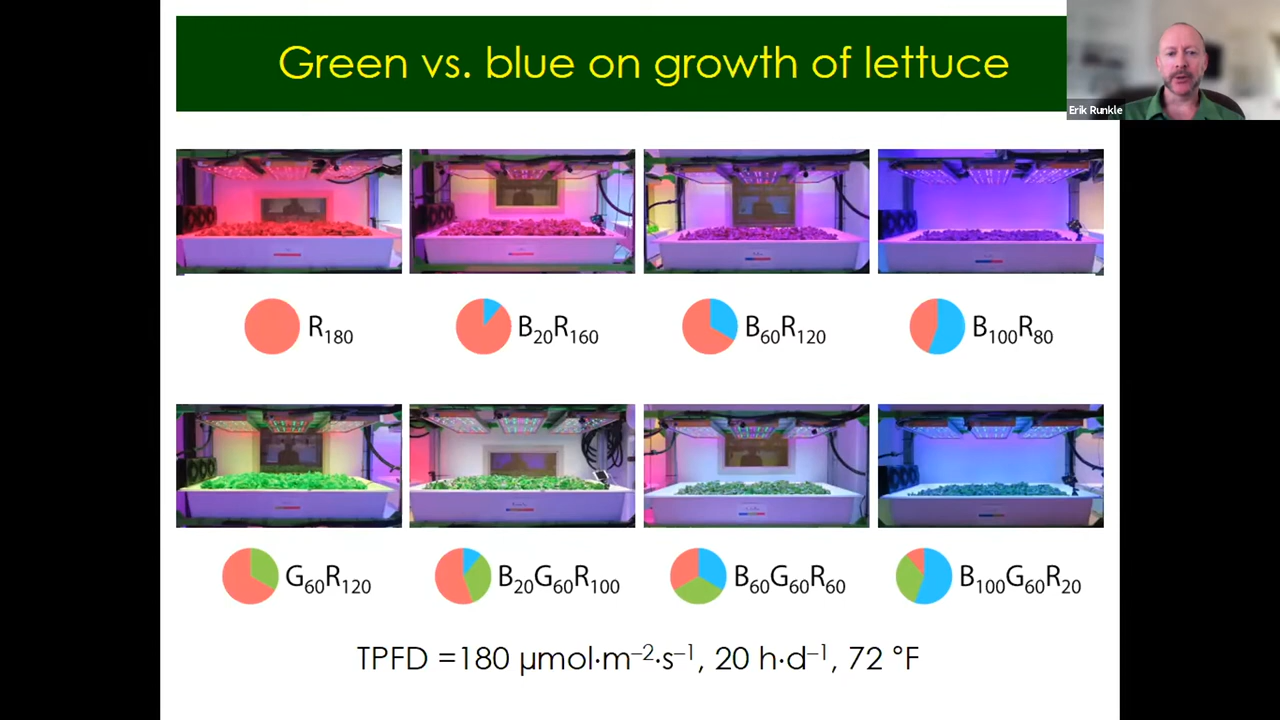 Green vs. blue on growth of lettuce
Erik Runkle
R₁₈₀
B₂₀R₁₆₀
B₆₀R₁₂₀
B₁₀₀R₈₀
G₆₀R₁₂₀
B₂₀G₆₀R₁₀₀
B₆₀G₆₀R₆₀
B₁₀₀G₆₀R₂₀
TPFD =180 µmol·m⁻²·s⁻¹, 20 h·d⁻¹, 72 °F